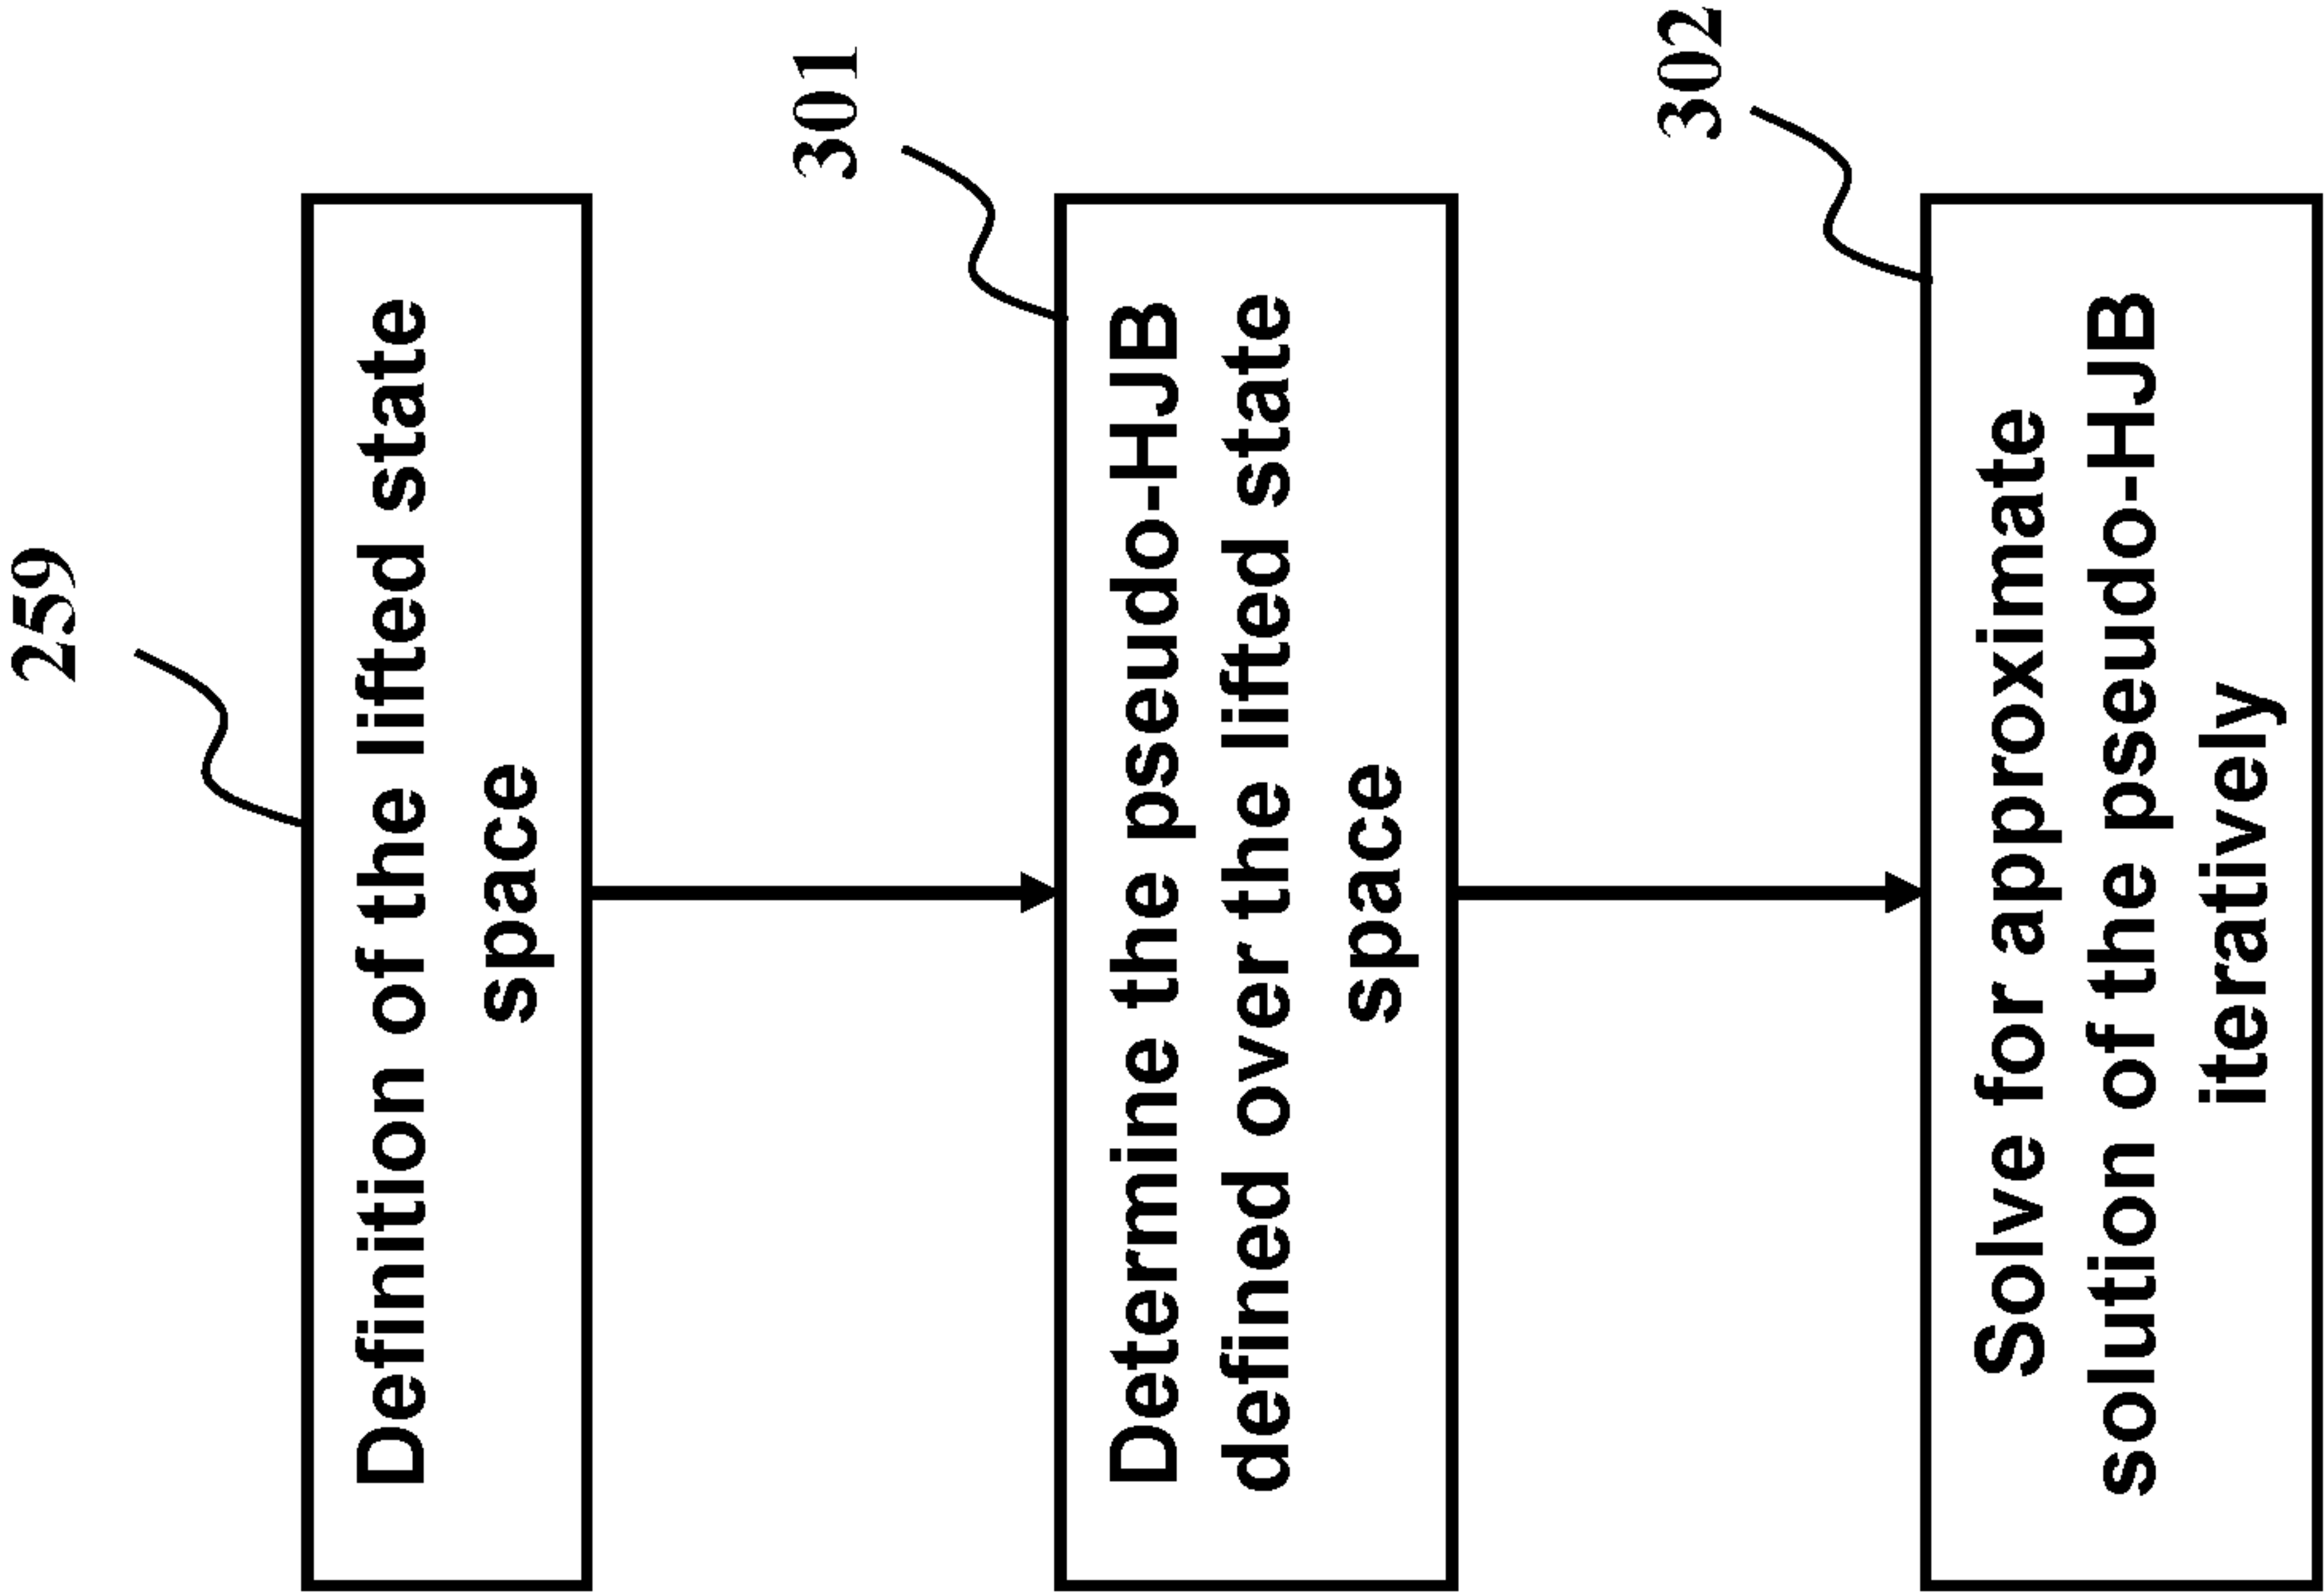 259
Definition of the lifted state
space
301
Determine the pseudo-HJB
defined over the lifted state
space
302
Solve for approximate
solution of the pseudo-HJB
iteratively